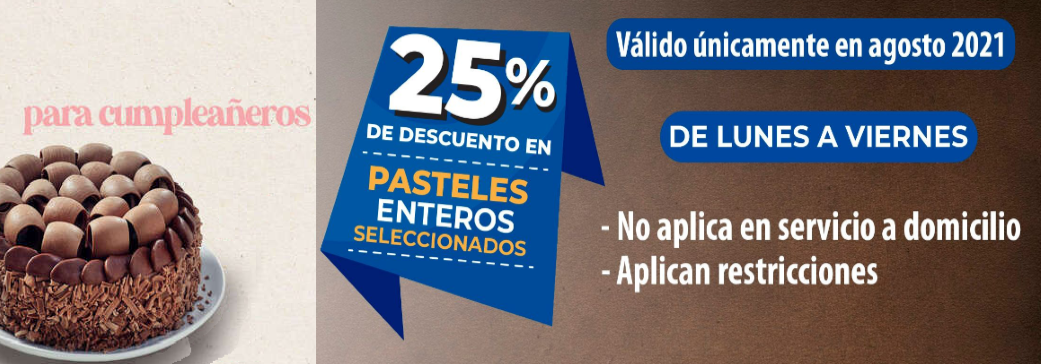 para cumpleañeros
25%
DE DESCUENTO EN
PASTELES
ENTEROS
SELECCIONADOS
Válido únicamente en agosto 2021
DE LUNES A VIERNES
- No aplica en servicio a domicilio
- Aplican restricciones